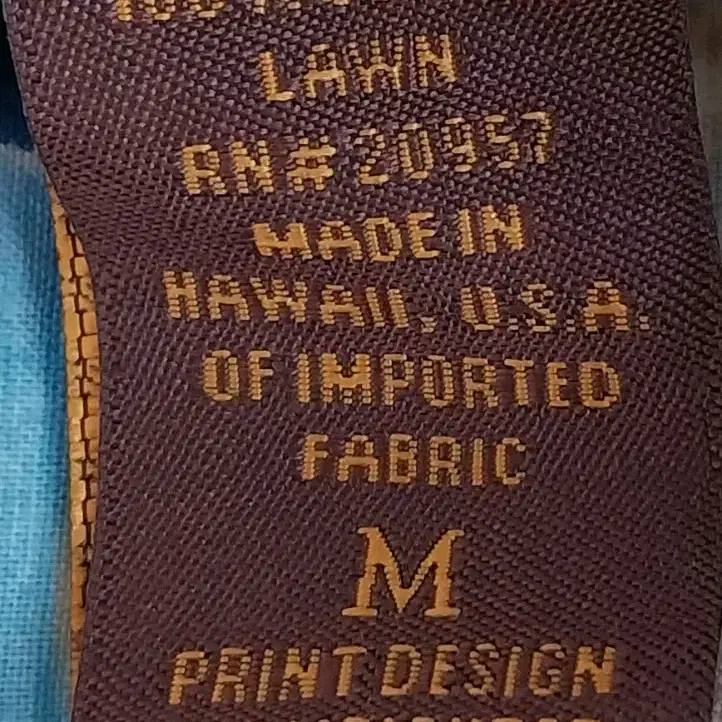 LAWN
RN# 20957
MADE IN
HAWAII, U.S.A.
OF IMPORTED
FABRIC
M
PRINT DESIGN